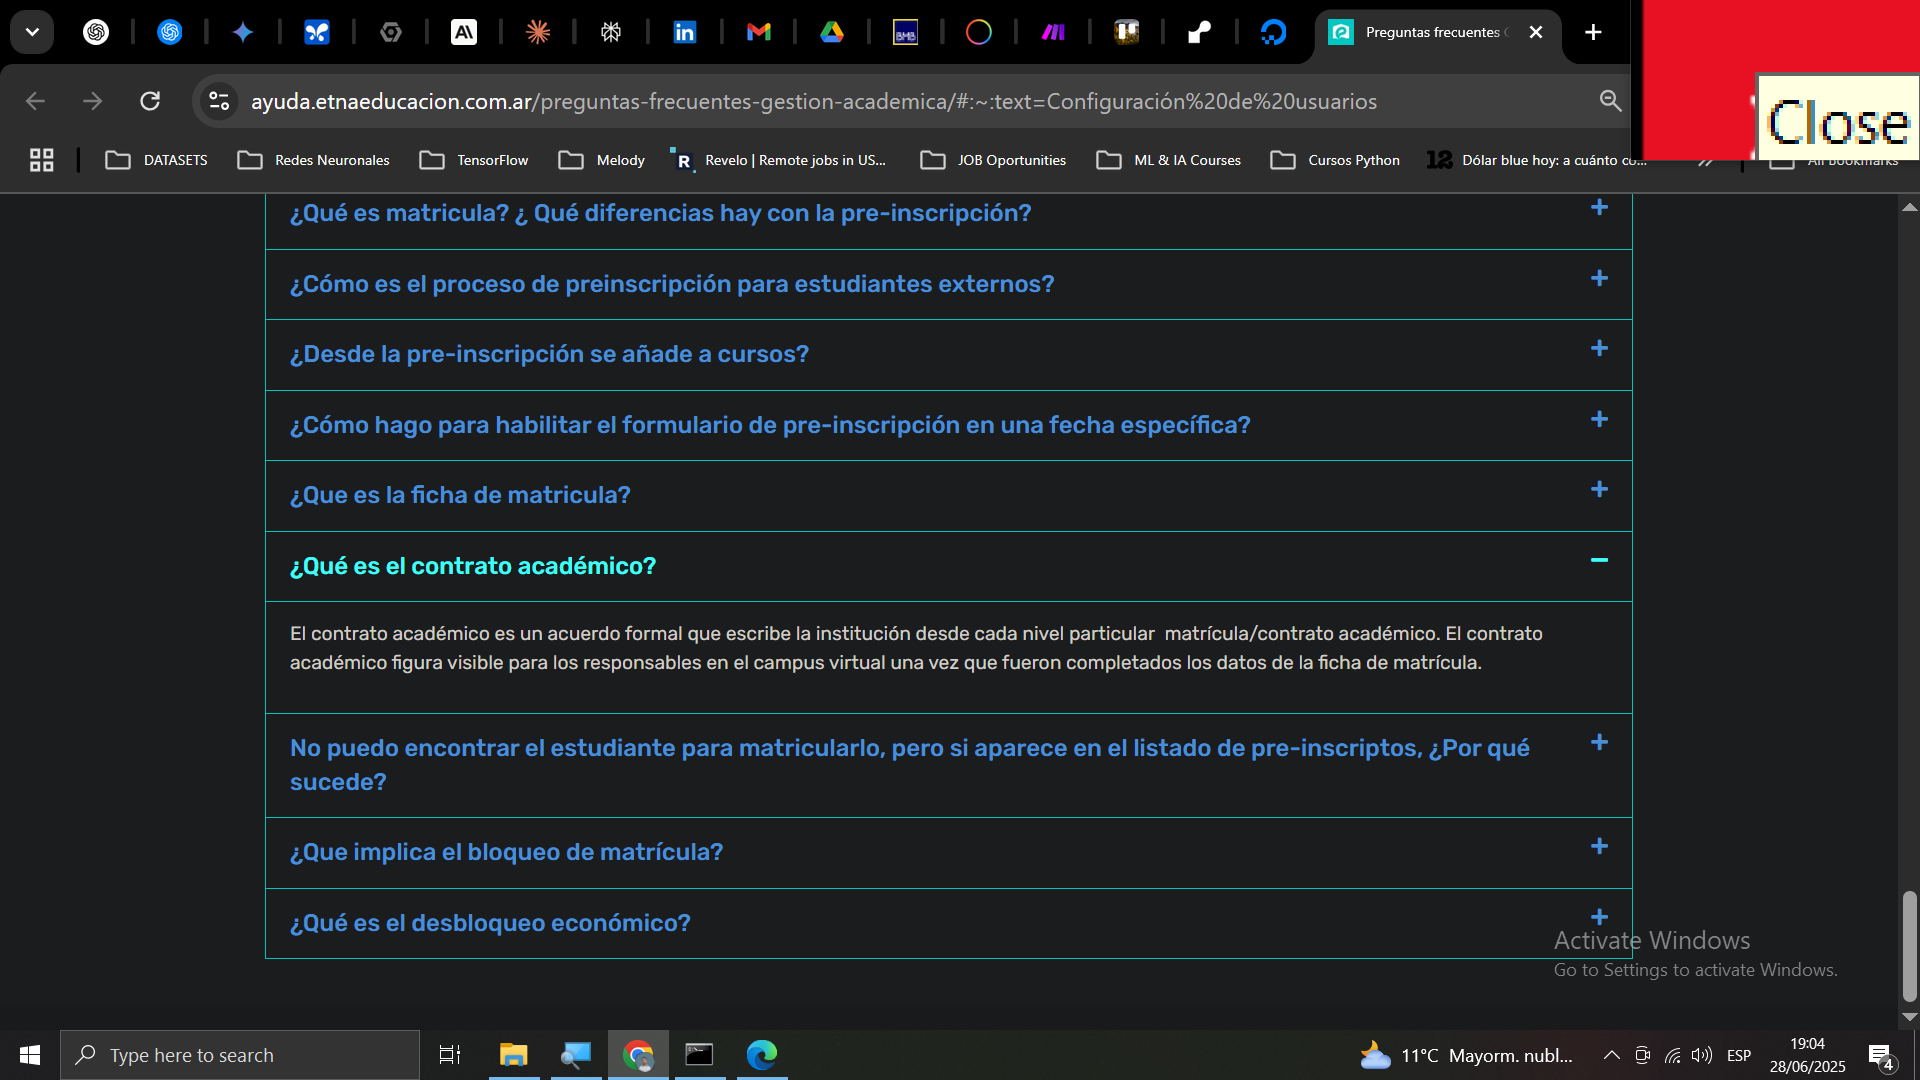 Preguntas frecuentes
ayuda.etnaeducacion.com.ar/preguntas-frecuentes-gestion-academica/#:~:text=Configuración%20de%20usuarios
Close
DATASETS
Redes Neuronales
TensorFlow
Melody
Revelo | Remote jobs in US...
JOB Oportunities
ML & IA Courses
Cursos Python
Dólar blue hoy: a cuánto co...
All Bookmarks
¿Qué es matricula? ¿ Qué diferencias hay con la pre-inscripción?
¿Cómo es el proceso de preinscripción para estudiantes externos?
¿Desde la pre-inscripción se añade a cursos?
¿Cómo hago para habilitar el formulario de pre-inscripción en una fecha específica?
¿Que es la ficha de matricula?
¿Qué es el contrato académico?
El contrato académico es un acuerdo formal que escribe la institución desde cada nivel particular  matrícula/contrato académico. El contrato
académico figura visible para los responsables en el campus virtual una vez que fueron completados los datos de la ficha de matrícula.
No puedo encontrar el estudiante para matricularlo, pero si aparece en el listado de pre-inscriptos, ¿Por qué
sucede?
¿Que implica el bloqueo de matrícula?
¿Qué es el desbloqueo económico?
Activate Windows
Go to Settings to activate Windows.
Type here to search
11°C Mayorm. nubl...
ESP
19:04
28/06/2025
4